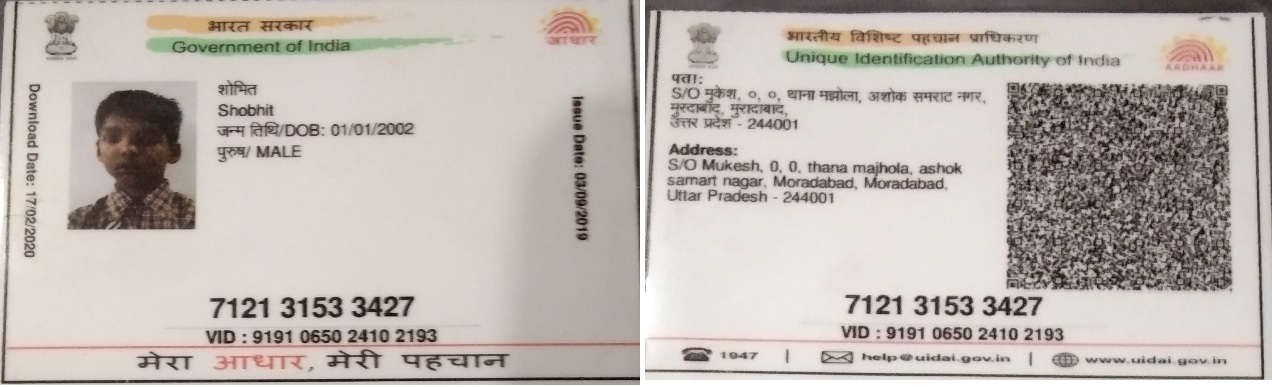 भारत सरकार
Government of India
आधार
Download Date: 17/02/2020
शोभित
Shobhit
जन्म तिथि/DOB: 01/01/2002
पुरुष/ MALE
Issue Date: 03/09/2019
7121 3153 3427
VID : 9191 0650 2410 2193
मेरा आधार, मेरी पहचान
भारतीय विशिष्ट पहचान प्राधिकरण
Unique Identification Authority of India
AADHAAR
पता:
S/O मुकेश, ०, ०, थाना मझोला, अशोक समराट नगर,
मुरदाबाद, मुरादाबाद,
उत्तर प्रदेश - 244001
Address:
S/O Mukesh, 0, 0, thana majhola, ashok
samart nagar, Moradabad, Moradabad,
Uttar Pradesh - 244001
7121 3153 3427
VID : 9191 0650 2410 2193
1947 | help@uidai.gov.in | www.uidai.gov.in